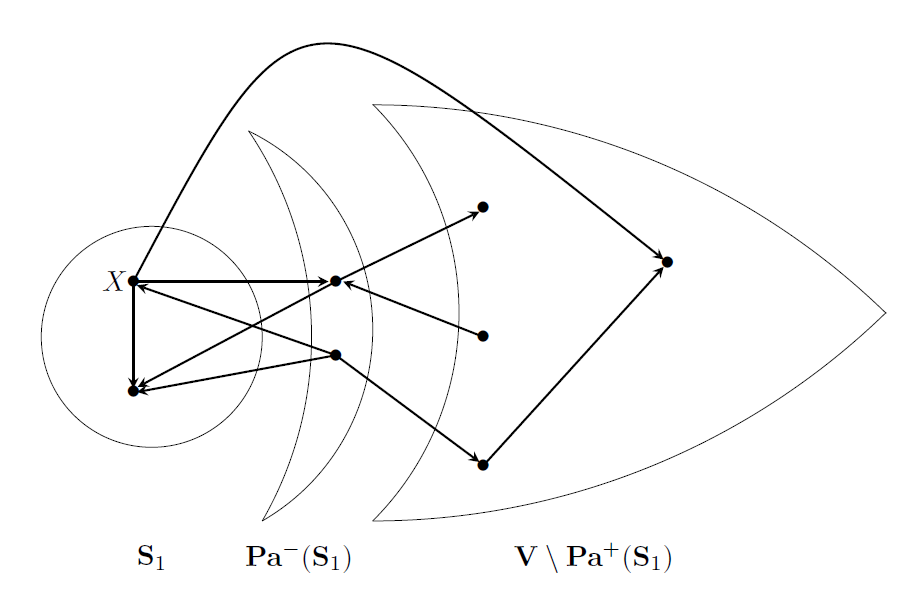 X
S₁ Pa⁻(S₁) V \ Pa⁺(S₁)